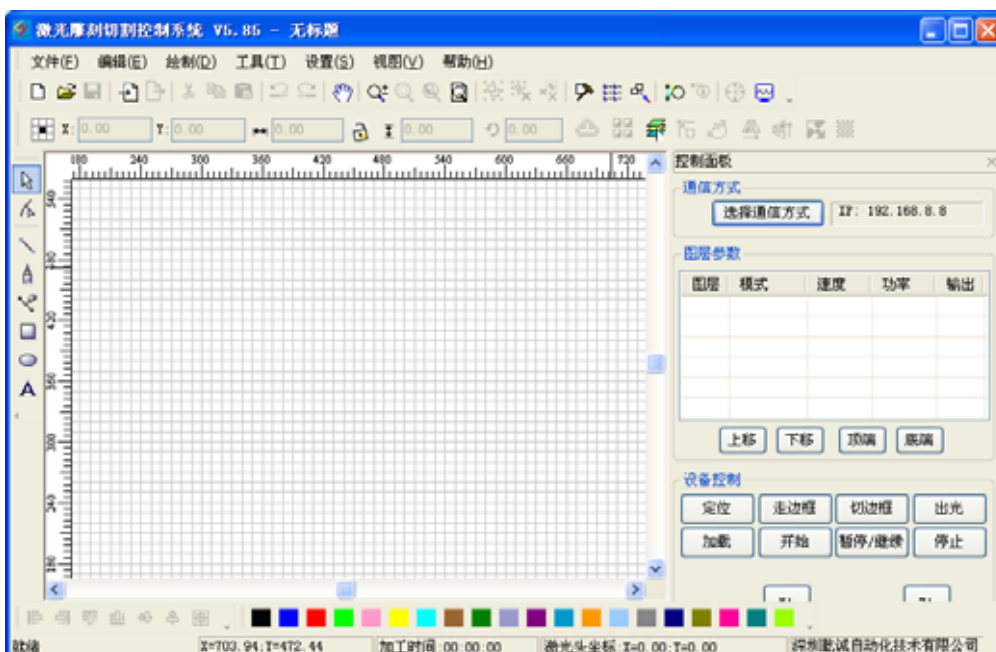 激光雕刻切割控制系统 V5.85 - 无标题
文件(F) 编辑(E) 绘制(D) 工具(T) 设置(S) 视图(V) 帮助(H)
X: 0.00 Y: 0.00 0.00 0.00 0.00
180 240 300 360 420 480 540 600 660 720
控制面板
通信方式
选择通信方式 IP: 192.168.8.8
图层参数
图层 模式 速度 功率 输出
540
480
420
360
300
240
180
A
上移 下移 顶端 底端
设备控制
定位 走边框 切边框 出光
加载 开始 暂停/继续 停止
就绪 X=703.94;Y=472.44 加工时间:00:00:00 激光头坐标:X=0.00;Y=0.00 自动化技术有限公司